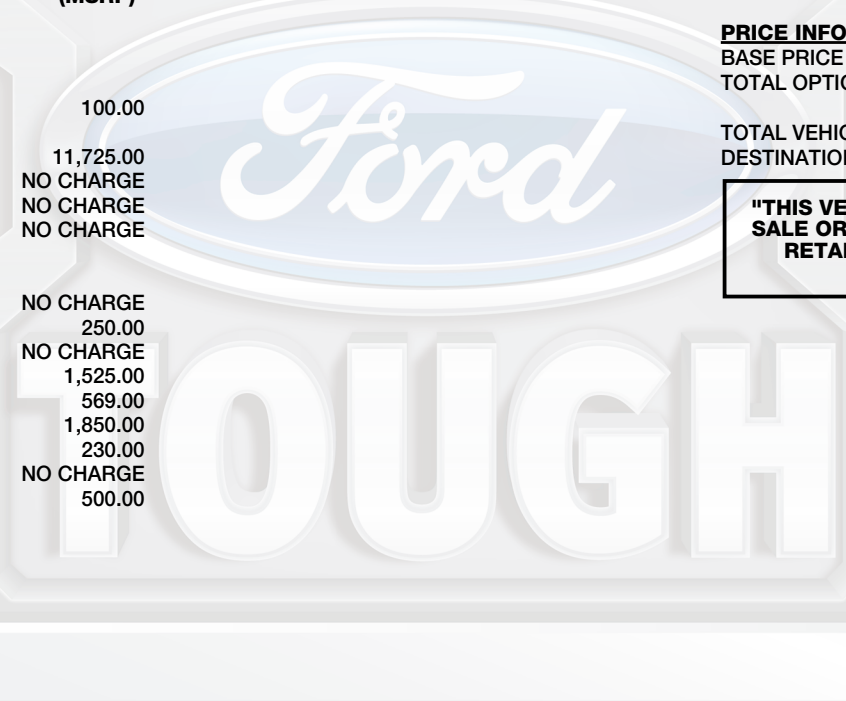 (MSRP)
100.00
11,725.00
NO CHARGE
NO CHARGE
NO CHARGE
NO CHARGE
250.00
NO CHARGE
1,525.00
569.00
1,850.00
230.00
NO CHARGE
500.00
PRICE INFO
BASE PRICE
TOTAL OPTIO
TOTAL VEHIC
DESTINATION
"THIS VE
SALE OR
RETAI
Ford
TOUGH